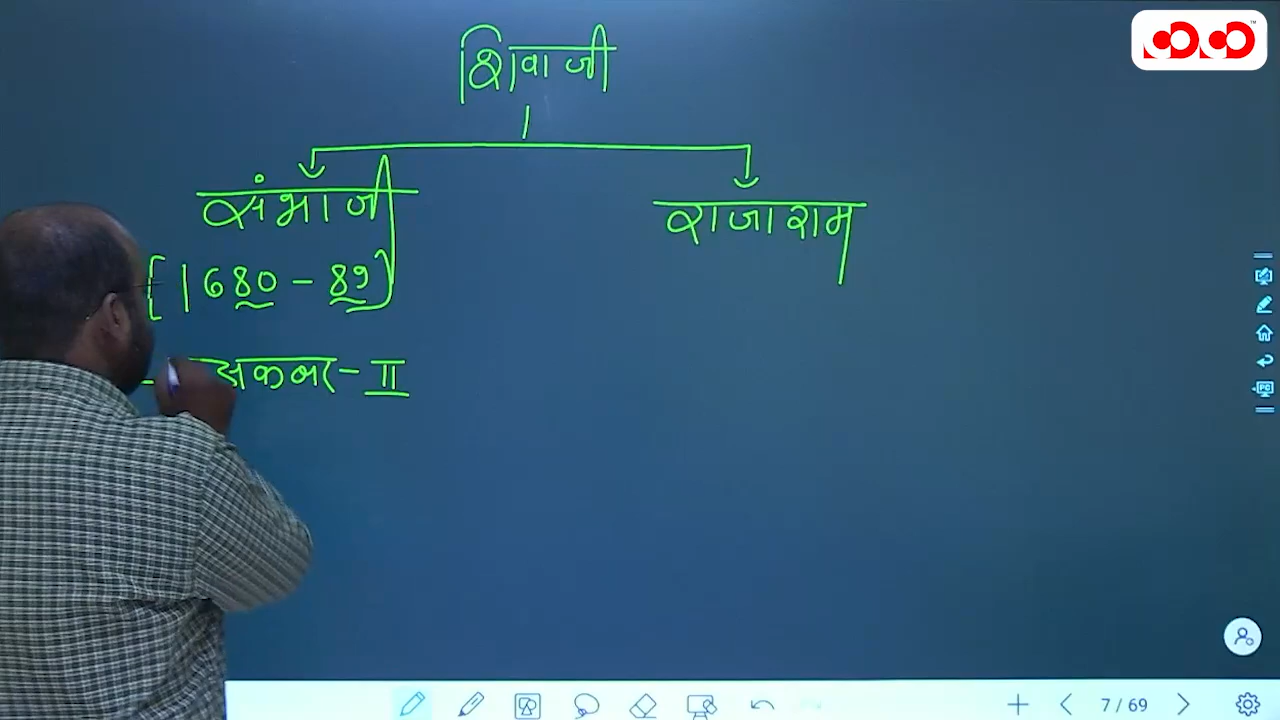 शिवाजी
संभाजी
राजाराम
[1680-89]
- अकबर - II
7 / 69